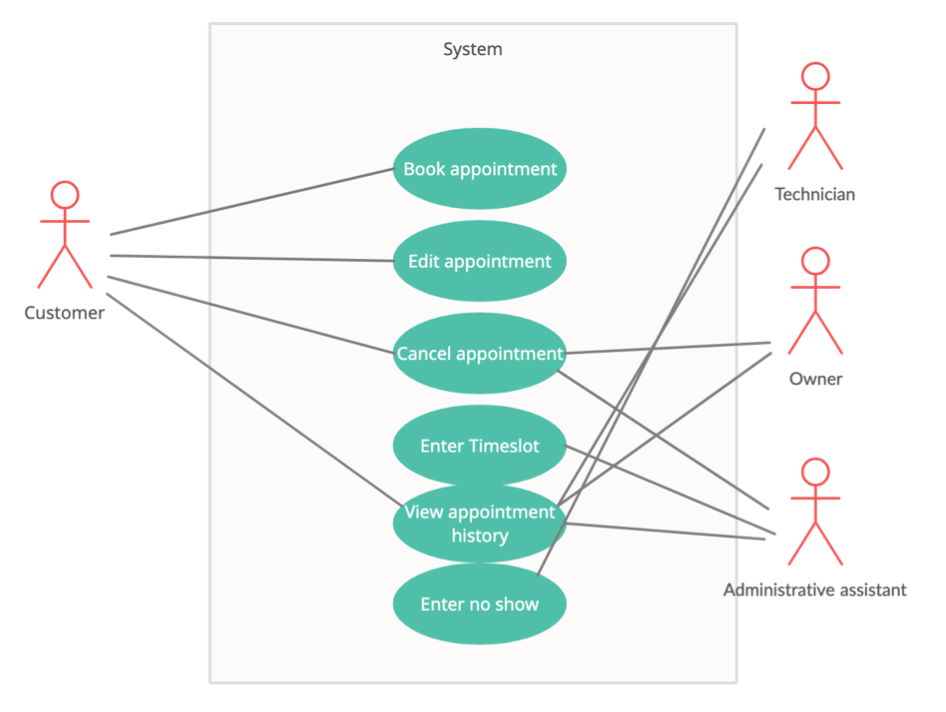 System
Book appointment
Technician
Edit appointment
Customer
Cancel appointment
Owner
Enter Timeslot
View appointment
history
Administrative assistant
Enter no show